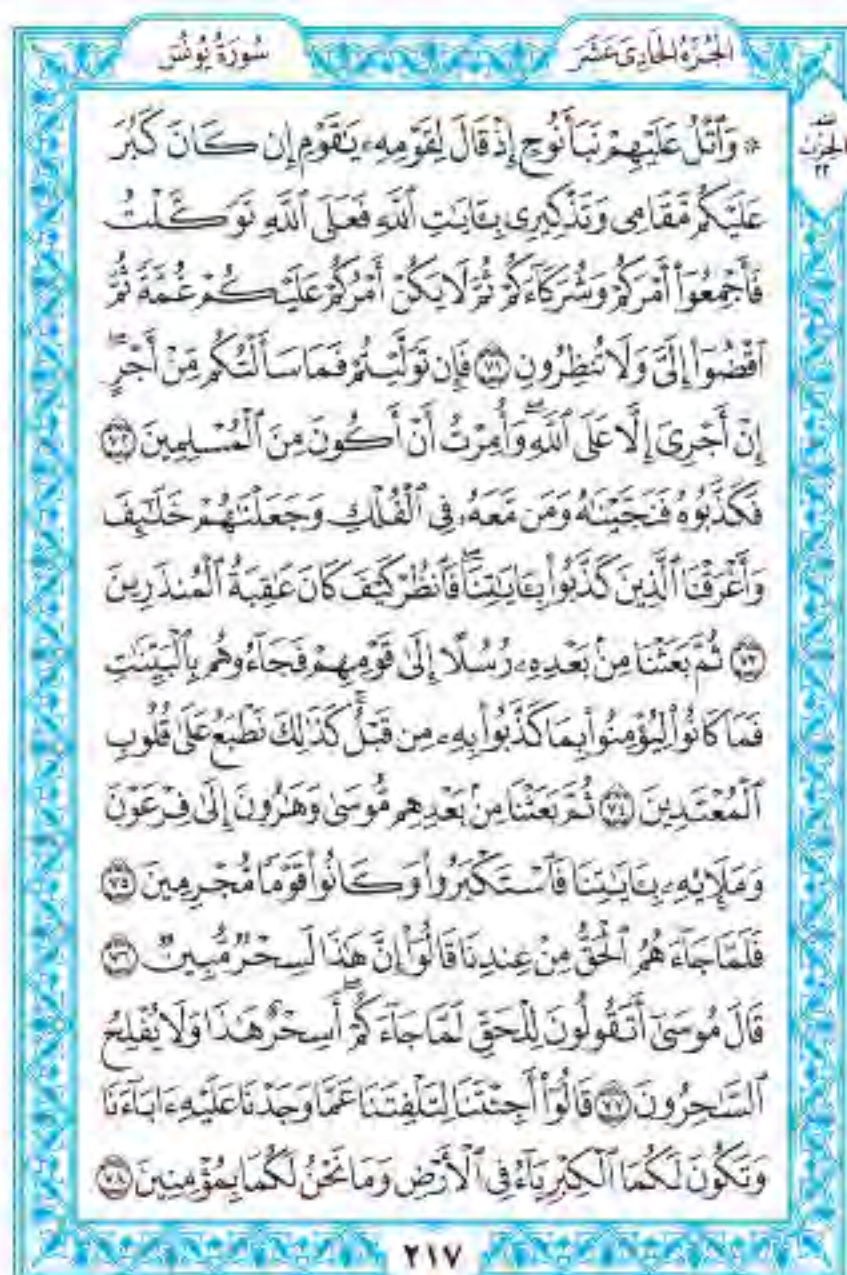 الجُزْءُ الحَادِي عَشَرَ
سُورَةُ يُونُسَ
نصف
الحزب
٢٢
۞ وَٱتۡلُ عَلَيۡهِمۡ نَبَأَ نُوحٍ إِذۡ قَالَ لِقَوۡمِهِۦ يَٰقَوۡمِ إِن كَانَ كَبُرَ
عَلَيۡكُم مَّقَامِي وَتَذۡكِيرِي بِـَٔايَٰتِ ٱللَّهِ فَعَلَى ٱللَّهِ تَوَكَّلۡتُ
فَأَجۡمِعُوٓاْ أَمۡرَكُمۡ وَشُرَكَآءَكُمۡ ثُمَّ لَا يَكُنۡ أَمۡرُكُمۡ عَلَيۡكُمۡ غُمَّةٗ ثُمَّ
ٱقۡضُوٓاْ إِلَيَّ وَلَا تُنظِرُونِ ٧١ فَإِن تَوَلَّيۡتُمۡ فَمَا سَأَلۡتُكُم مِّنۡ أَجۡرٍۖ
إِنۡ أَجۡرِيَ إِلَّا عَلَى ٱللَّهِۖ وَأُمِرۡتُ أَنۡ أَكُونَ مِنَ ٱلۡمُسۡلِمِينَ ٧٢
فَكَذَّبُوهُ فَنَجَّيۡنَٰهُ وَمَن مَّعَهُۥ فِي ٱلۡفُلۡكِ وَجَعَلۡنَٰهُمۡ خَلَٰٓئِفَ
وَأَغۡرَقۡنَا ٱلَّذِينَ كَذَّبُواْ بِـَٔايَٰتِنَاۖ فَٱنظُرۡ كَيۡفَ كَانَ عَٰقِبَةُ ٱلۡمُنذَرِينَ
٧٣ ثُمَّ بَعَثۡنَا مِنۢ بَعۡدِهِۦ رُسُلًا إِلَىٰ قَوۡمِهِمۡ فَجَآءُوهُم بِٱلۡبَيِّنَٰتِ
فَمَا كَانُواْ لِيُؤۡمِنُواْ بِمَا كَذَّبُواْ بِهِۦ مِن قَبۡلُۚ كَذَٰلِكَ نَطۡبَعُ عَلَىٰ قُلُوبِ
ٱلۡمُعۡتَدِينَ ٧٤ ثُمَّ بَعَثۡنَا مِنۢ بَعۡدِهِم مُّوسَىٰ وَهَٰرُونَ إِلَىٰ فِرۡعَوۡنَ
وَمَلَإِيْهِۦ بِـَٔايَٰتِنَا فَٱسۡتَكۡبَرُواْ وَكَانُواْ قَوۡمٗا مُّجۡرِمِينَ ٧٥
فَلَمَّا جَآءَهُمُ ٱلۡحَقُّ مِنۡ عِندِنَا قَالُوٓاْ إِنَّ هَٰذَا لَسِحۡرٞ مُّبِينٞ ٧٦
قَالَ مُوسَىٰٓ أَتَقُولُونَ لِلۡحَقِّ لَمَّا جَآءَكُمۡۖ أَسِحۡرٌ هَٰذَا وَلَا يُفۡلِحُ
ٱلسَّٰحِرُونَ ٧٧ قَالُوٓاْ أَجِئۡتَنَا لِتَلۡفِتَنَا عَمَّا وَجَدۡنَا عَلَيۡهِ ءَابَآءَنَا
وَتَكُونَ لَكُمَا ٱلۡكِبۡرِيَآءُ فِي ٱلۡأَرۡضِ وَمَا نَحۡنُ لَكُمَا بِمُؤۡمِنِينَ ٧٨
٢١٧